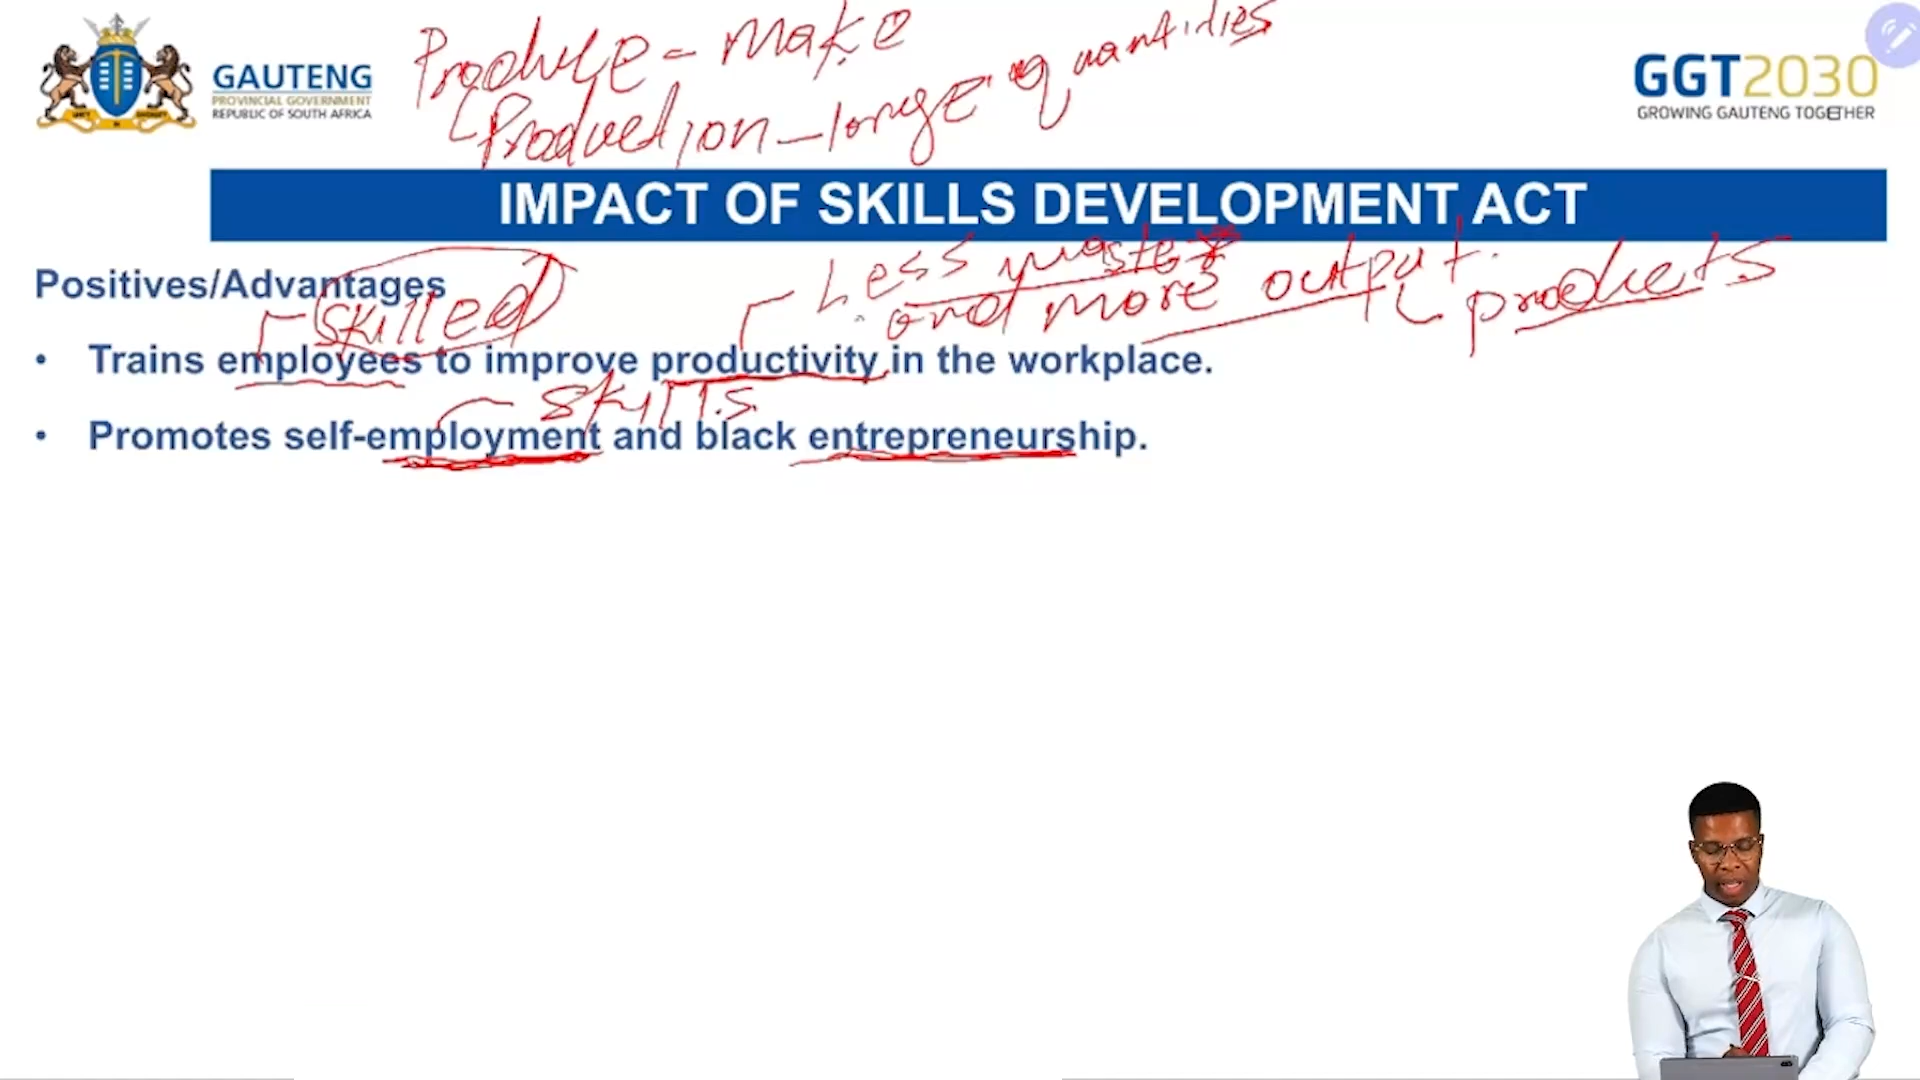 Produce - Make
Production - large quantities
GAUTENG
PROVINCIAL GOVERNMENT
REPUBLIC OF SOUTH AFRICA
GGT2030
GROWING GAUTENG TOGETHER
IMPACT OF SKILLS DEVELOPMENT ACT
Positives/Advantages
Less waste
and more output
products
skilled
• Trains employees to improve productivity in the workplace.
skills
• Promotes self-employment and black entrepreneurship.